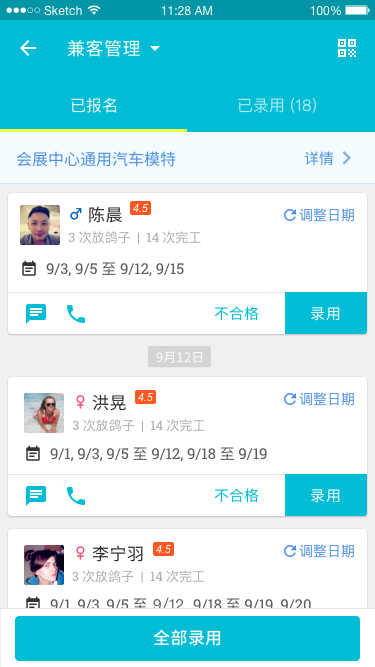 Sketch 11:28 AM 100%
兼客管理
已报名 已录用 (18)
会展中心通用汽车模特 详情
陈晨 4.5 调整日期
3 次放鸽子 | 14 次完工
9/3, 9/5 至 9/12, 9/15
不合格 录用
9月12日
洪晃 4.5 调整日期
3 次放鸽子 | 14 次完工
9/1, 9/3, 9/5 至 9/12, 9/18 至 9/19
不合格 录用
李宁羽 4.5 调整日期
3 次放鸽子 | 14 次完工
9/1, 9/3, 9/5 至 9/12, 9/18 至 9/19, 9/20
全部录用